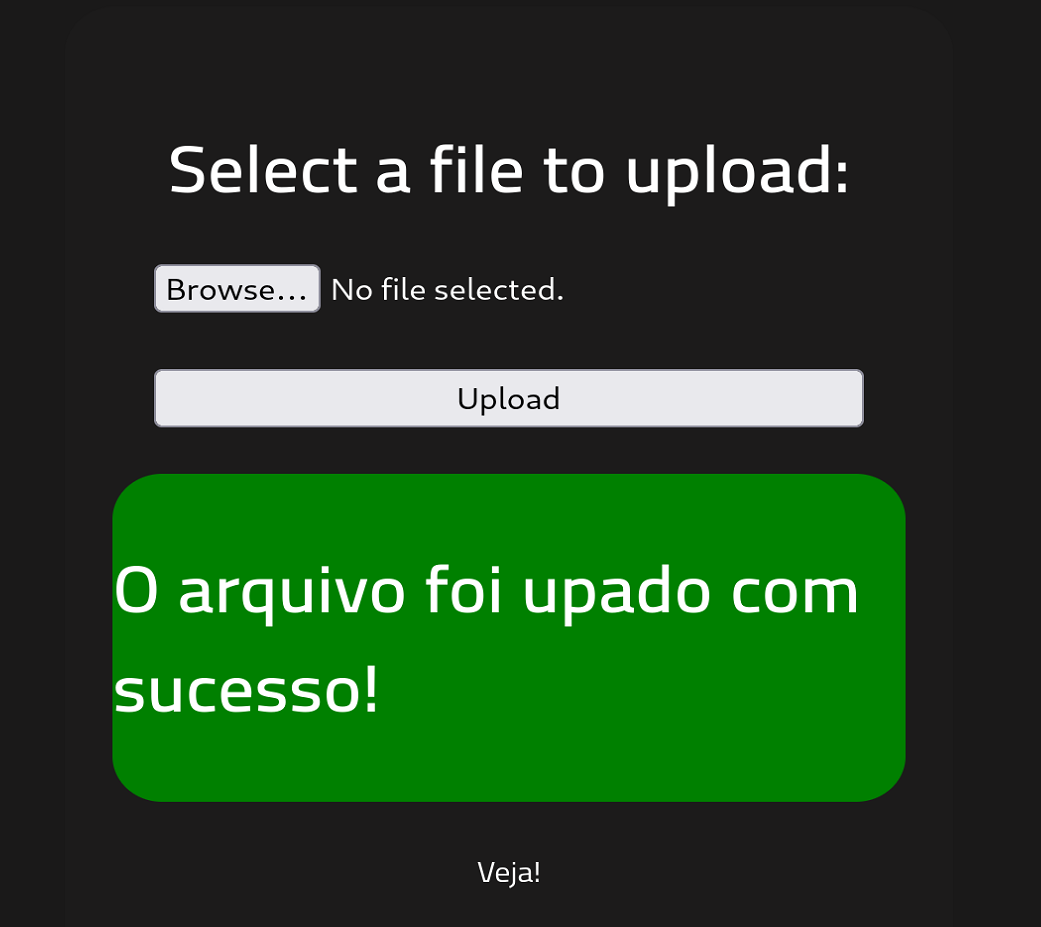 Select a file to upload:
Browse... No file selected.
Upload
O arquivo foi upado com
sucesso!
Veja!